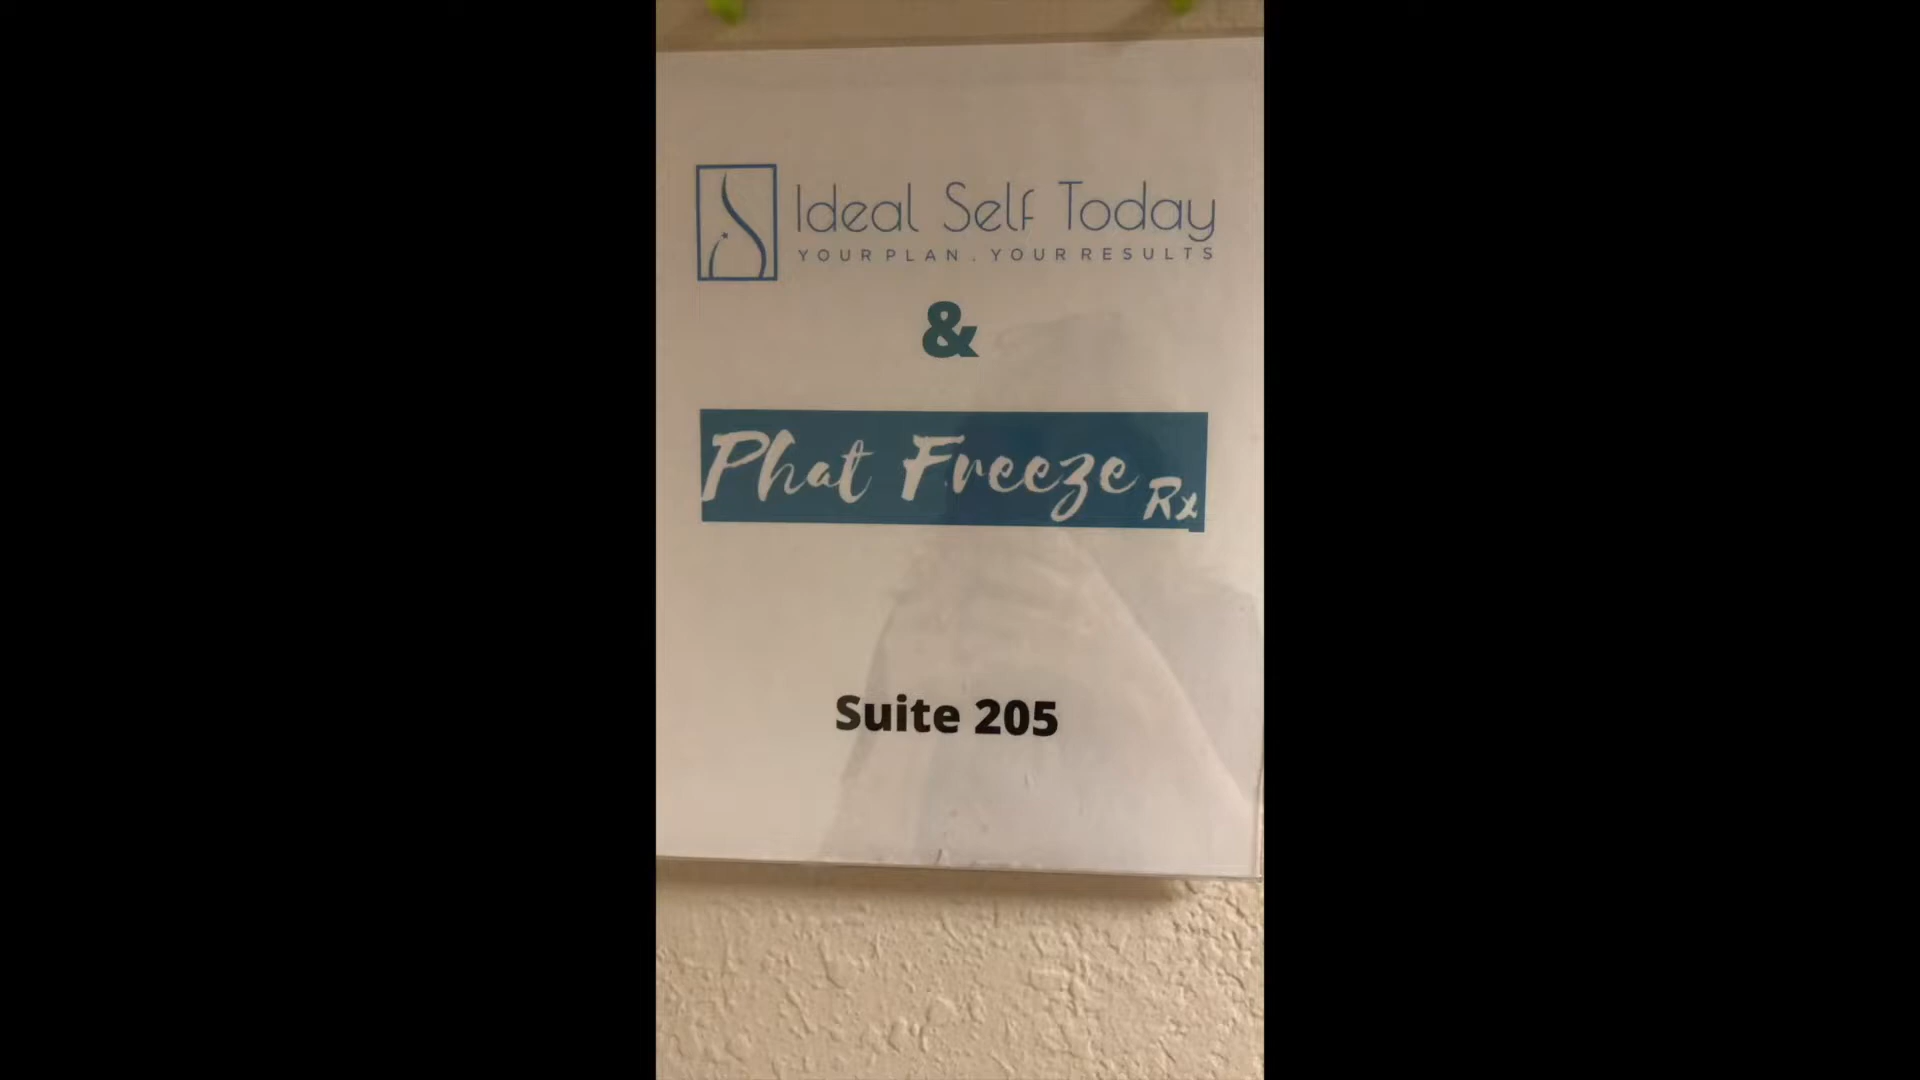 Ideal Self Today
YOUR PLAN . YOUR RESULTS
&
Phat Freeze Rx
Suite 205